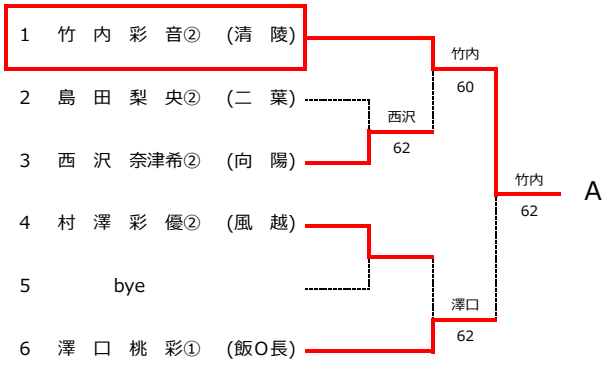 1 竹 内 彩 音② (清 陵)
竹内
60
2 島 田 梨 央② (二 葉)
西沢
62
3 西 沢 奈津希② (向 陽)
竹内
62
A
4 村 澤 彩 優② (風 越)
5 bye
澤口
62
6 澤 口 桃 彩① (飯O長)